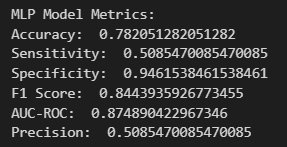 MLP Model Metrics:
Accuracy:  0.782051282051282
Sensitivity:  0.5085470085470085
Specificity:  0.9461538461538461
F1 Score:  0.8443935926773455
AUC-ROC:  0.874890422967346
Precision:  0.5085470085470085